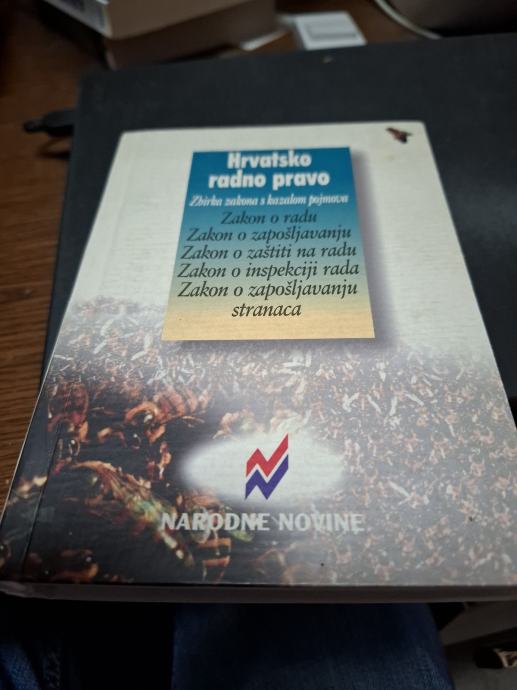 Hrvatsko
radno pravo
Zbirka zakona s kazalom pojmova
Zakon o radu
Zakon o zapošljavanju
Zakon o zaštiti na radu
Zakon o inspekciji rada
Zakon o zapošljavanju
stranaca
NARODNE NOVINE